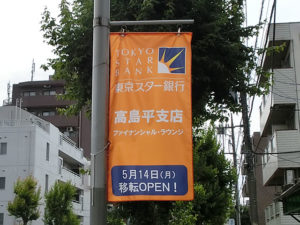 TOKYO
STAR
BANK
東京スター銀行
高島平支店
ファイナンシャル・ラウンジ
5月14日(月)
移転OPEN!